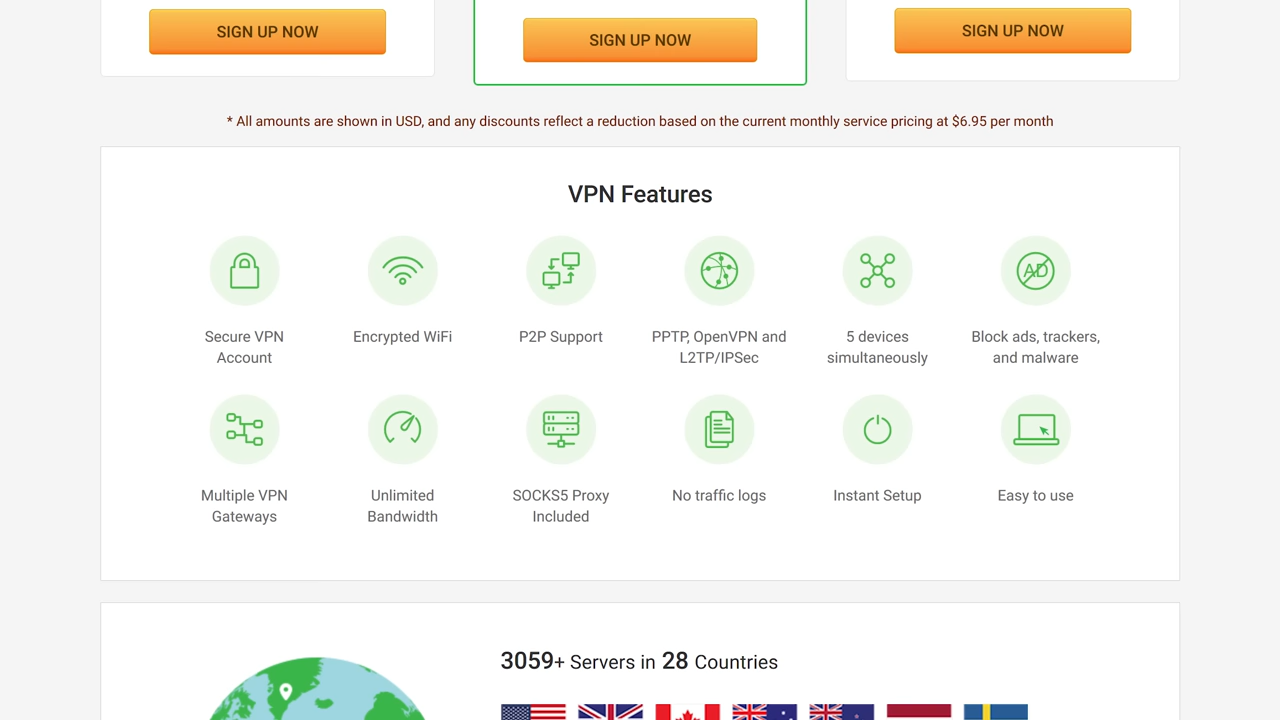 SIGN UP NOW
SIGN UP NOW
SIGN UP NOW
* All amounts are shown in USD, and any discounts reflect a reduction based on the current monthly service pricing at $6.95 per month
VPN Features
AD
Secure VPN
Account
Encrypted WiFi
P2P Support
PPTP, OpenVPN and
L2TP/IPSec
5 devices
simultaneously
Block ads, trackers,
and malware
Multiple VPN
Gateways
Unlimited
Bandwidth
SOCKS5 Proxy
Included
No traffic logs
Instant Setup
Easy to use
3059+ Servers in 28 Countries